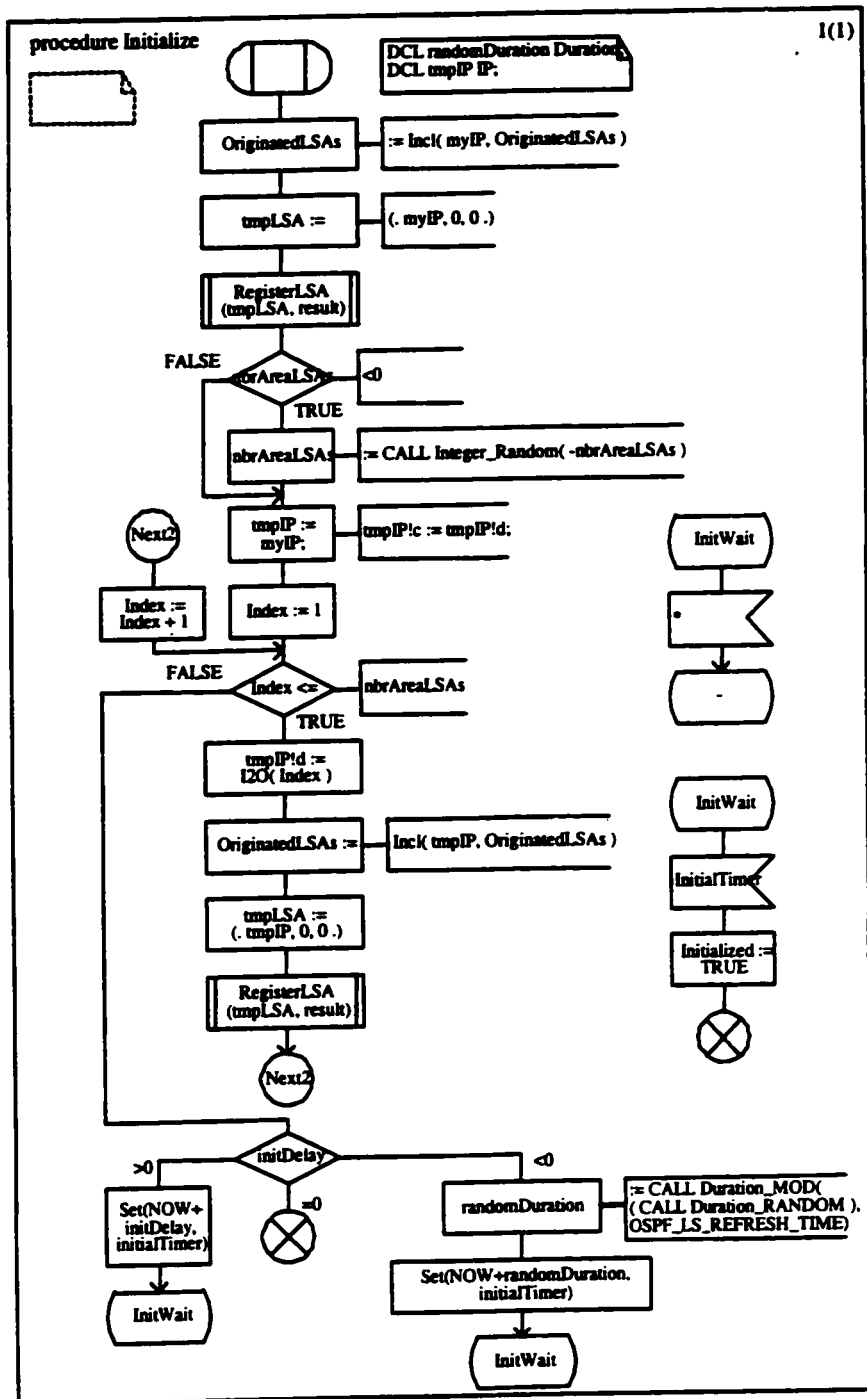 procedure Initialize
1(1)
DCL randomDuration Duration
DCL tmpIP IP;
OriginatedLSAs
:= Incl( myIP, OriginatedLSAs )
tmpLSA :=
(. myIP, 0, 0 .)
RegisterLSA
(tmpLSA, result)
FALSE
nbrAreaLSAs
<0
TRUE
nbrAreaLSAs
:= CALL Integer_Random( -nbrAreaLSAs )
Next2
tmpIP :=
myIP;
tmpIP!c := tmpIP!d;
InitWait
Index :=
Index + 1
Index := 1
*
FALSE
Index <=
nbrAreaLSAs
-
TRUE
tmpIP!d :=
I2O( Index )
InitWait
OriginatedLSAs :=
Incl( tmpIP, OriginatedLSAs )
InitialTimer
tmpLSA :=
(. tmpIP, 0, 0 .)
Initialized :=
TRUE
RegisterLSA
(tmpLSA, result)
Next2
initDelay
>0
=0
<0
Set(NOW+
initDelay,
initialTimer)
randomDuration
:= CALL Duration_MOD(
( CALL Duration_RANDOM ),
OSPF_LS_REFRESH_TIME)
Set(NOW+randomDuration,
initialTimer)
InitWait
InitWait